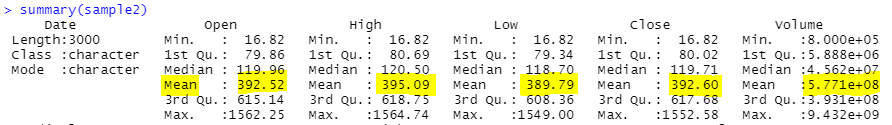 > summary(sample2)
Date Open High Low Close Volume
Length:3000 Min. : 16.82 Min. : 16.82 Min. : 16.82 Min. : 16.82 Min. :8.000e+05
Class :character 1st Qu.: 79.86 1st Qu.: 80.69 1st Qu.: 79.34 1st Qu.: 80.02 1st Qu.:5.888e+06
Mode :character Median : 119.96 Median : 120.50 Median : 118.70 Median : 119.71 Median :4.562e+07
Mean : 392.52 Mean : 395.09 Mean : 389.79 Mean : 392.60 Mean :5.771e+08
3rd Qu.: 615.14 3rd Qu.: 618.75 3rd Qu.: 608.36 3rd Qu.: 617.68 3rd Qu.:3.931e+08
Max. :1562.25 Max. :1564.74 Max. :1549.00 Max. :1552.58 Max. :9.432e+09